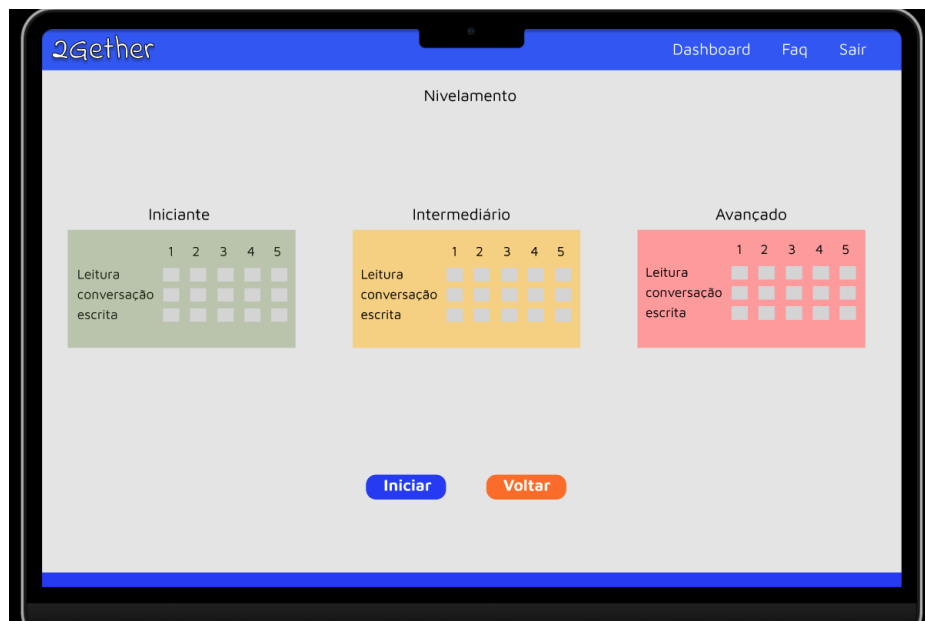 2Gether
Dashboard Faq Sair
Nivelamento
Iniciante
1 2 3 4 5
Leitura
conversação
escrita
Intermediário
1 2 3 4 5
Leitura
conversação
escrita
Avançado
1 2 3 4 5
Leitura
conversação
escrita
Iniciar
Voltar